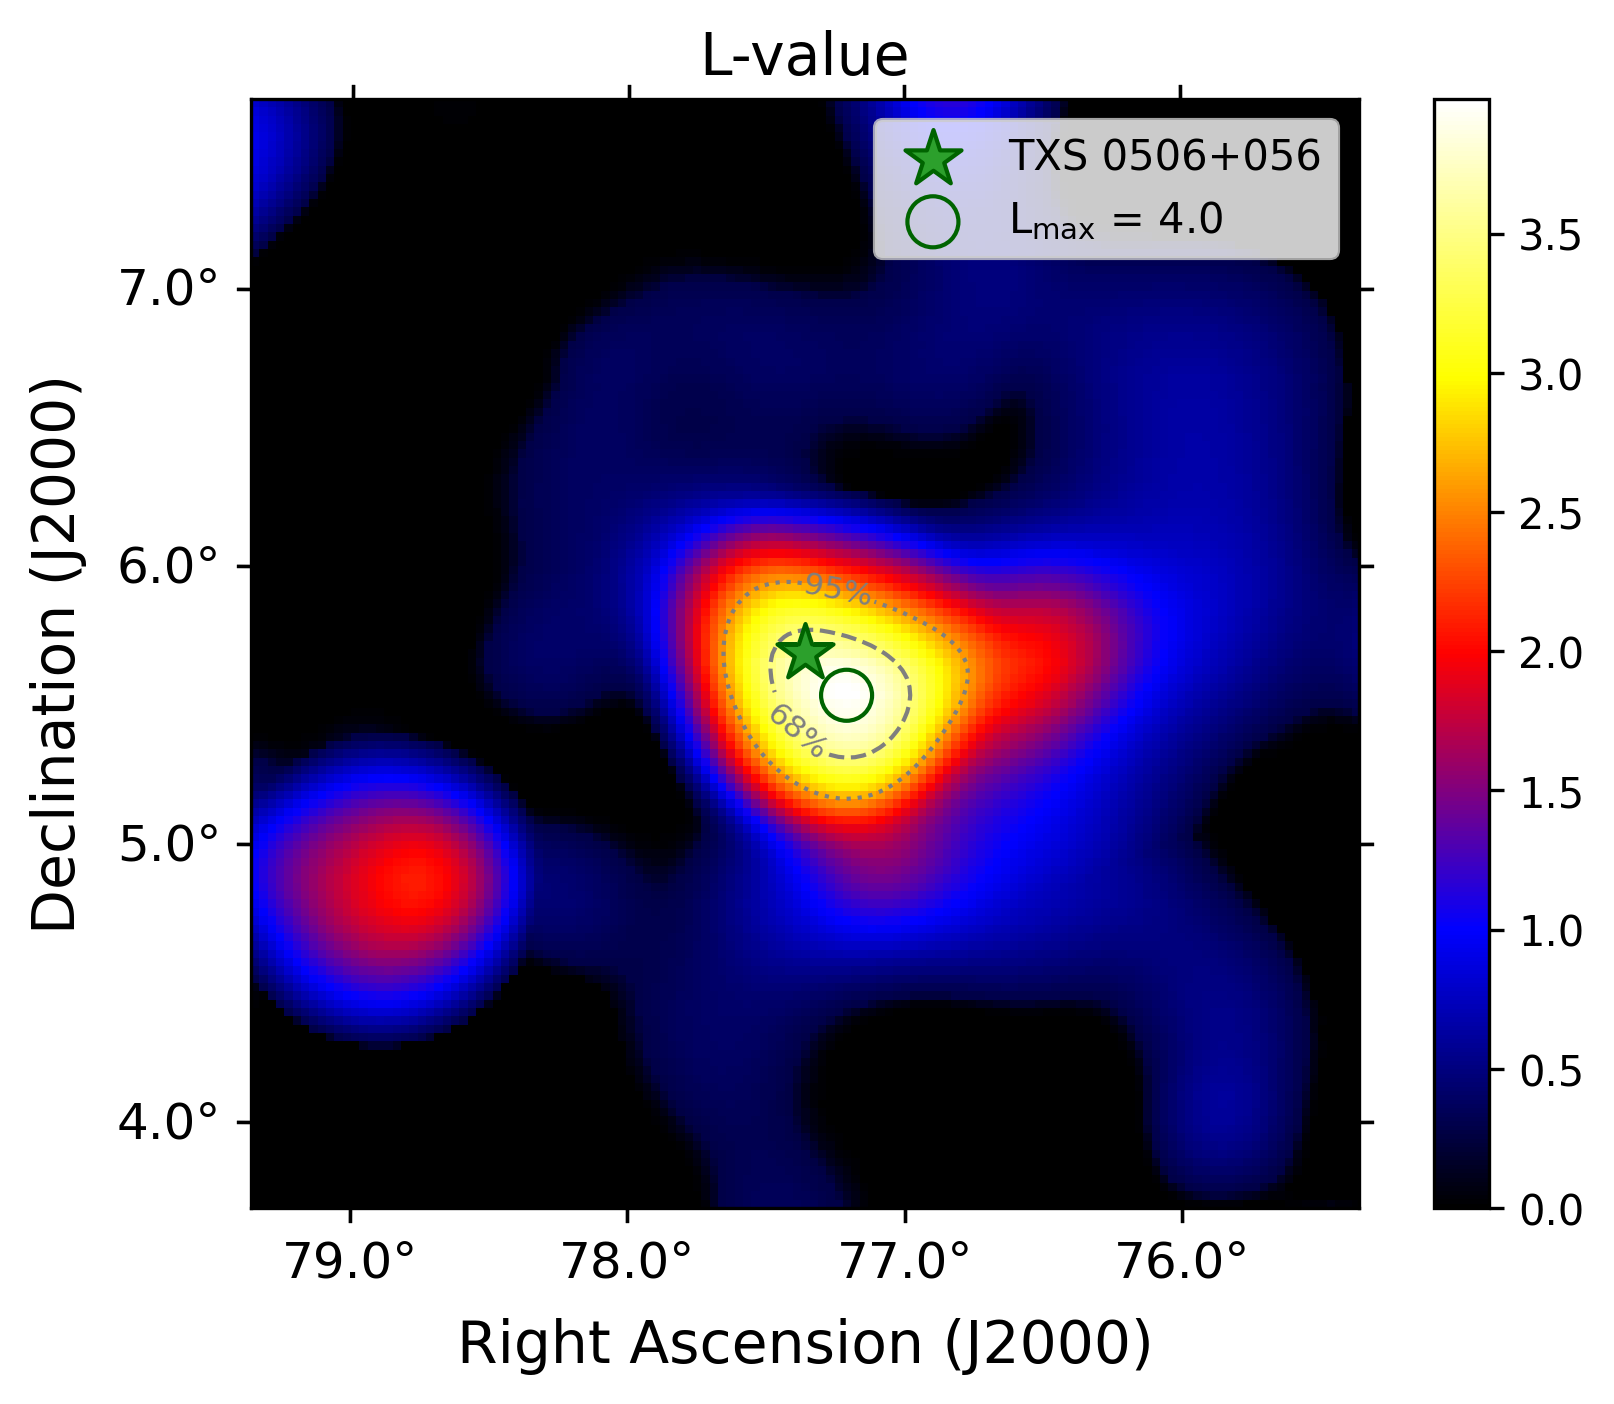 L-value
TXS 0506+056
Lmax = 4.0
3.5
7.0°
3.0
Declination (J2000)
2.5
6.0°
95%
2.0
68%
1.5
5.0°
1.0
0.5
4.0°
0.0
79.0° 78.0° 77.0° 76.0°
Right Ascension (J2000)